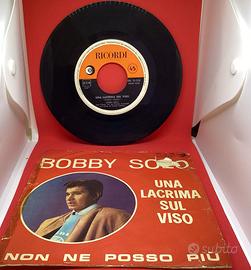 RICORDI
45
UNA LACRIMA SUL VISO
BOBBY SOLO
UNA
LACRIMA
SUL
VISO
NON NE POSSO PIÙ
subito